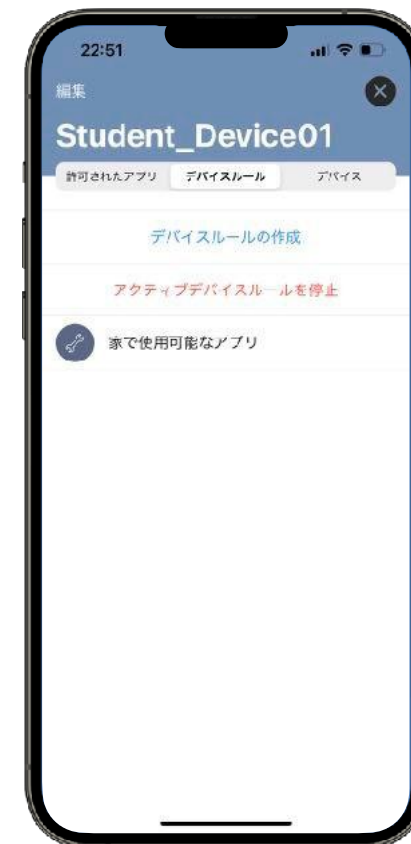 22:51
編集
Student_Device01
許可されたアプリ デバイスルール デバイス
デバイスルールの作成
アクティブデバイスルールを停止
家で使用可能なアプリ